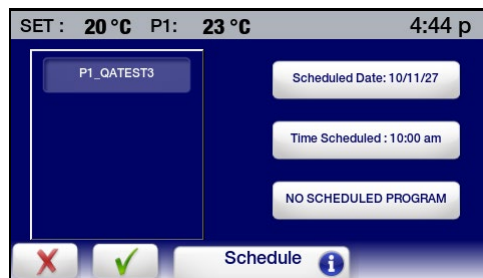 SET : 20 °C P1: 23 °C 4:44 p
P1_QATEST3
Scheduled Date: 10/11/27
Time Scheduled : 10:00 am
NO SCHEDULED PROGRAM
Schedule i